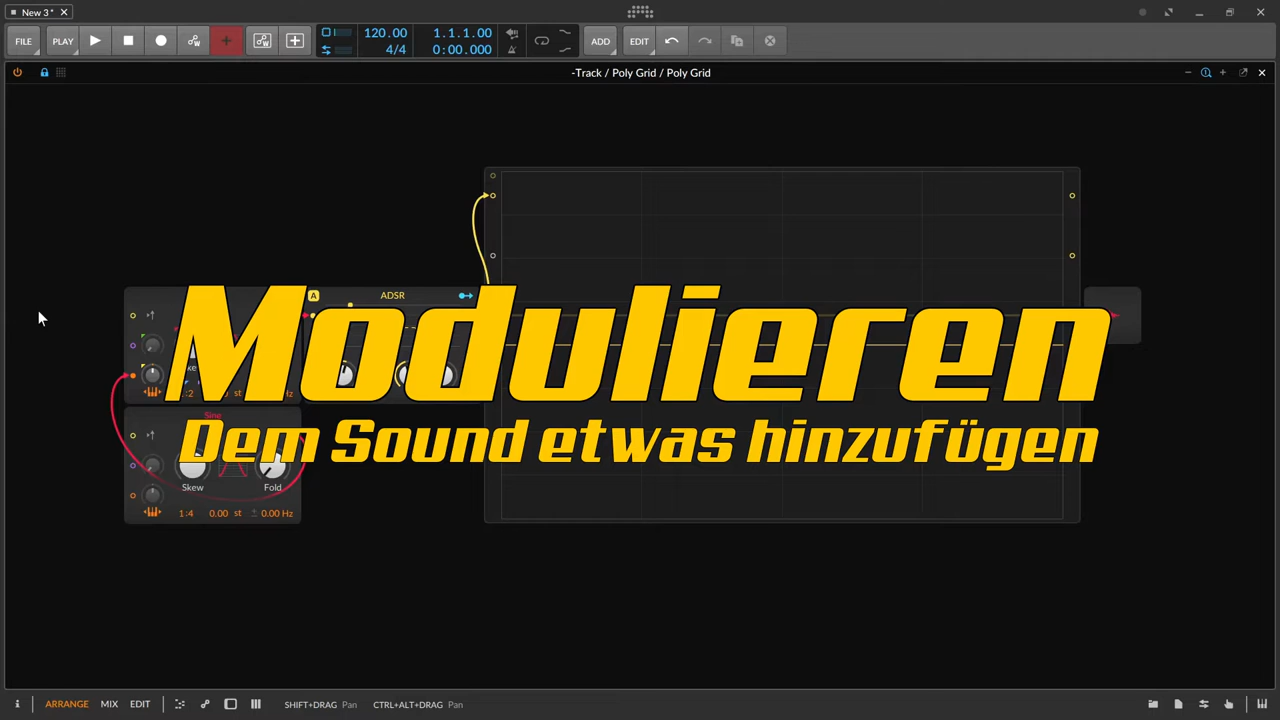 New 3 *
FILE PLAY 120.00 1.1.1.00 ADD EDIT
4/4 0:00.000
-Track / Poly Grid / Poly Grid
A ADSR
Modulieren
Dem Sound etwas hinzufügen
Sine
Skew Fold
1:4 0.00 st ± 0.00 Hz
i ARRANGE MIX EDIT SHIFT+DRAG Pan CTRL+ALT+DRAG Pan